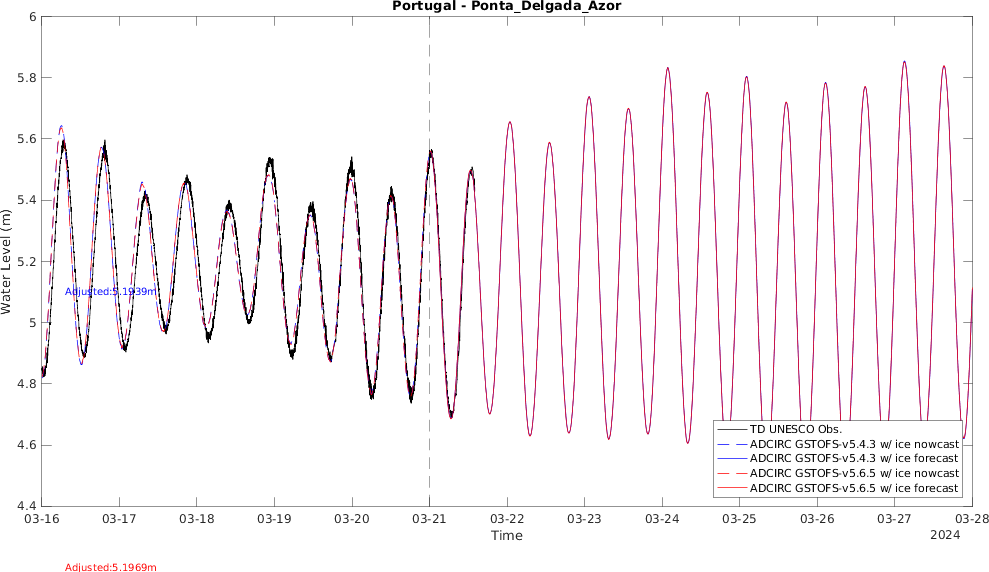 Portugal - Ponta_Delgada_Azor
6
5.8
5.6
5.4
5.2
5
4.8
4.6
4.4
Water Level (m)
Adjusted:5.1939m
TD UNESCO Obs.
ADCIRC GSTOFS-v5.4.3 w/ ice nowcast
ADCIRC GSTOFS-v5.4.3 w/ ice forecast
ADCIRC GSTOFS-v5.6.5 w/ ice nowcast
ADCIRC GSTOFS-v5.6.5 w/ ice forecast
03-16 03-17 03-18 03-19 03-20 03-21 03-22 03-23 03-24 03-25 03-26 03-27 03-28
Time
2024
Adjusted:5.1969m